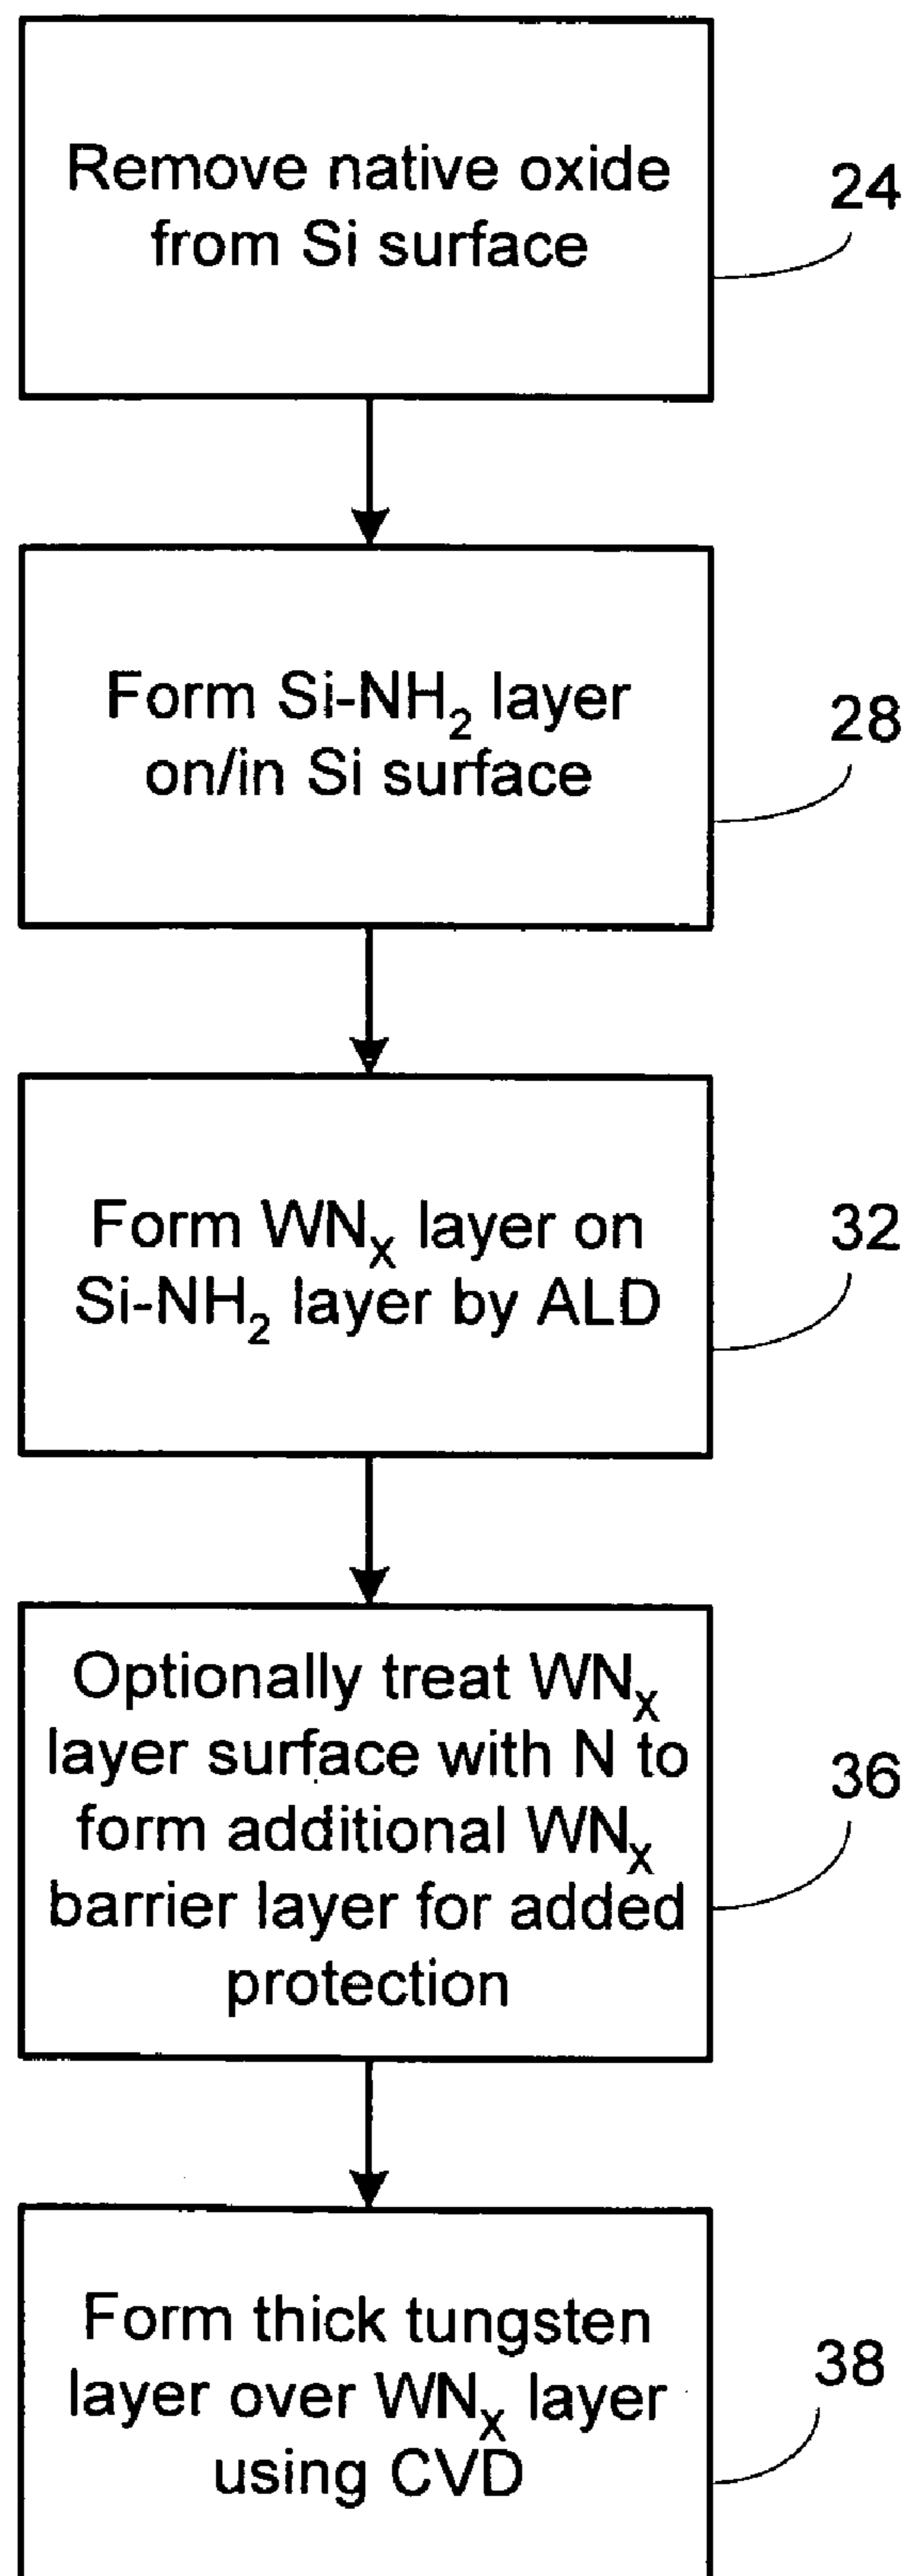 Remove native oxide
from Si surface
24
Form Si-NH₂ layer
on/in Si surface
28
Form WNₓ layer on
Si-NH₂ layer by ALD
32
Optionally treat WNₓ
layer surface with N to
form additional WNₓ
barrier layer for added
protection
36
Form thick tungsten
layer over WNₓ layer
using CVD
38